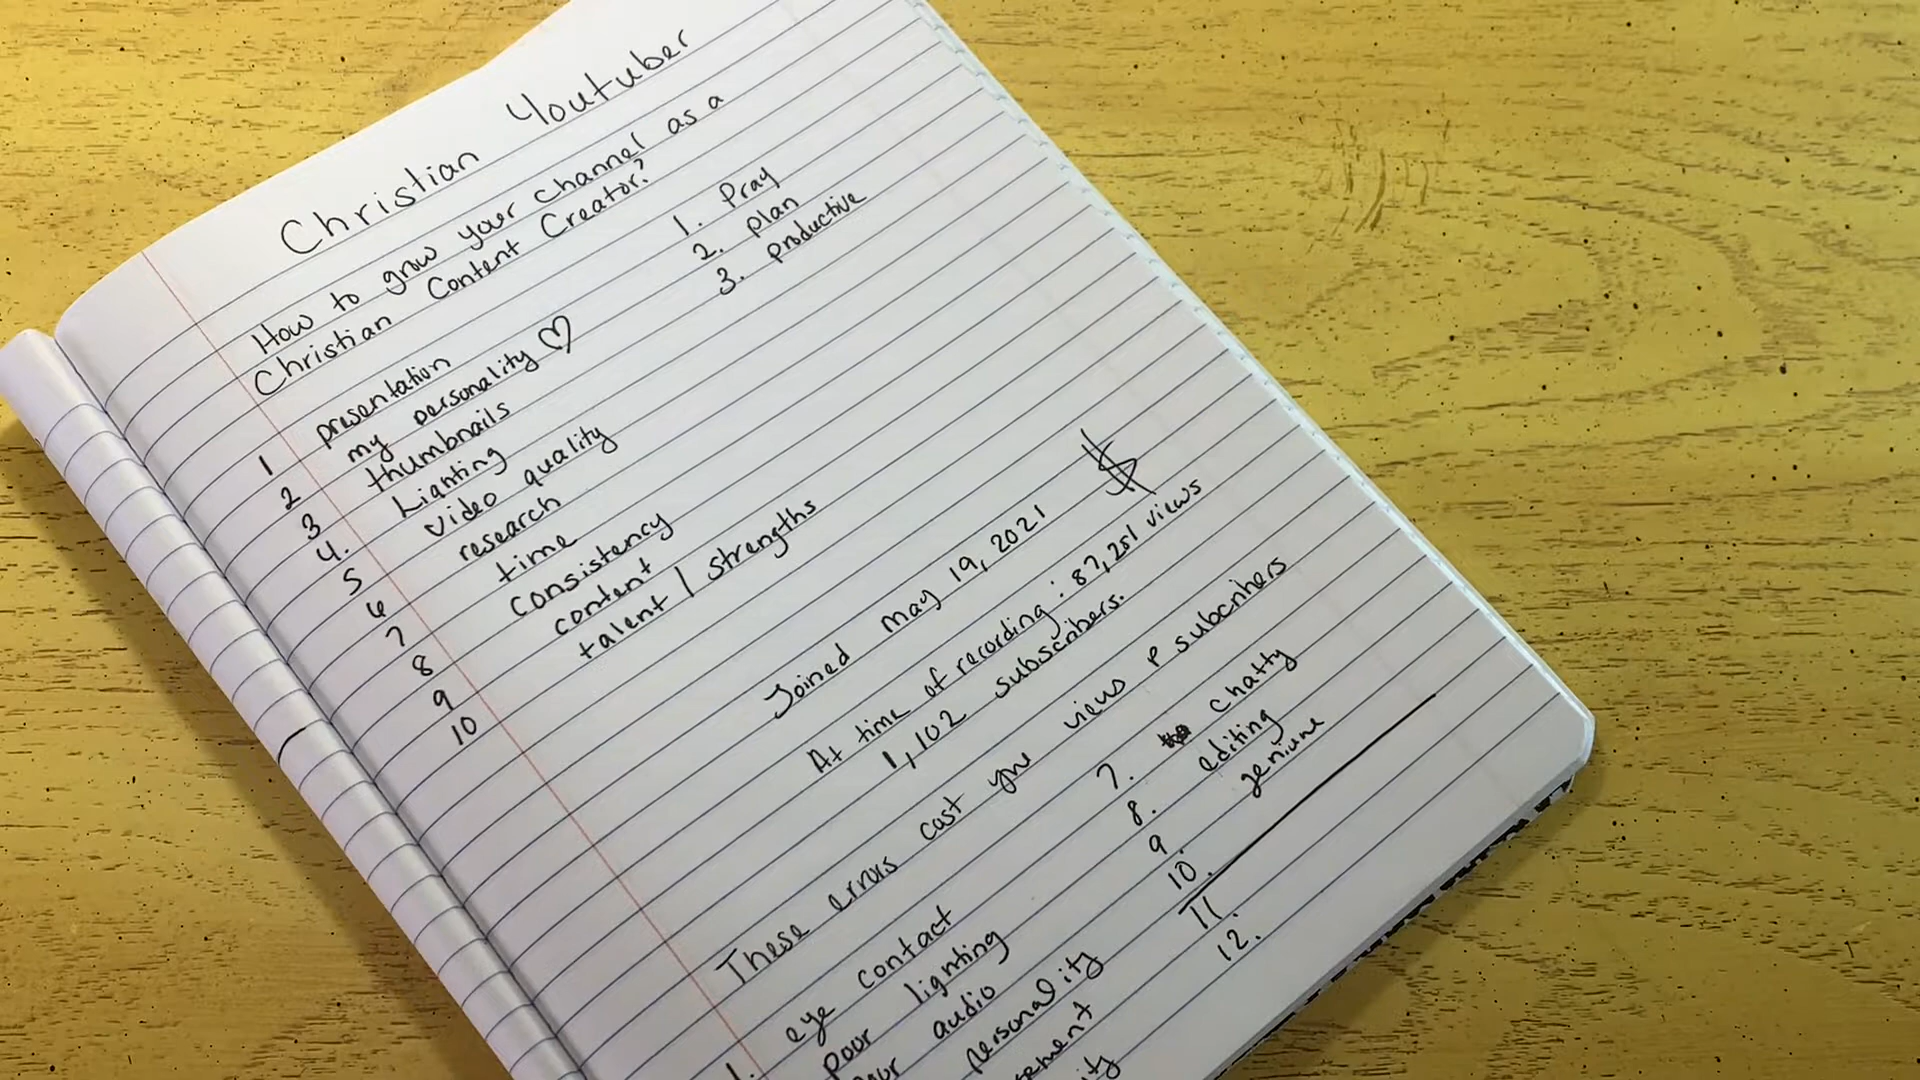 Christian Youtuber
How to grow your channel as a
Christian Content Creator?
1. Pray
2. plan
3. productive
1 presentation
2 my personality ♡
3 thumbnails
4. Lighting
5 video quality
6 research
7 time
8 consistency
9 content
10 talent / strengths
$
Joined may 19, 2021
At time of recording: 87,251 views
1,102 subscribers.
These errors cost you views & subscribers
1. eye contact
poor lighting
audio
personality
7. Chatty
8. editing
9. genuine
10.
11.
12.